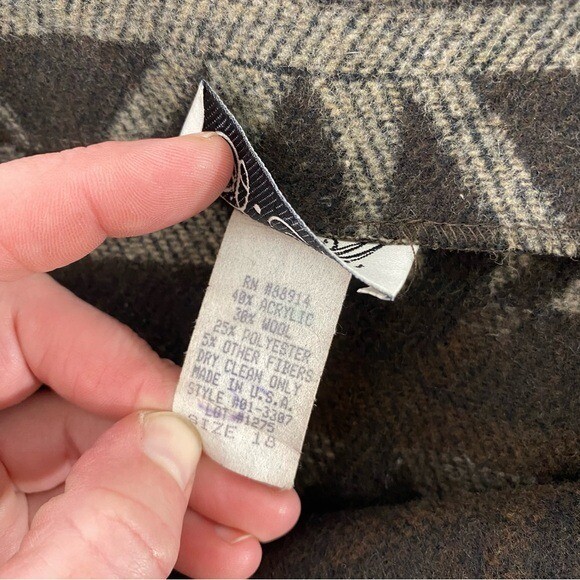 RN #88914
40% ACRYLIC
30% WOOL
25% POLYESTER
5% OTHER FIBERS
DRY CLEAN ONLY
MADE IN U.S.A.
STYLE #01-3307
LOT #1275
SIZE 18